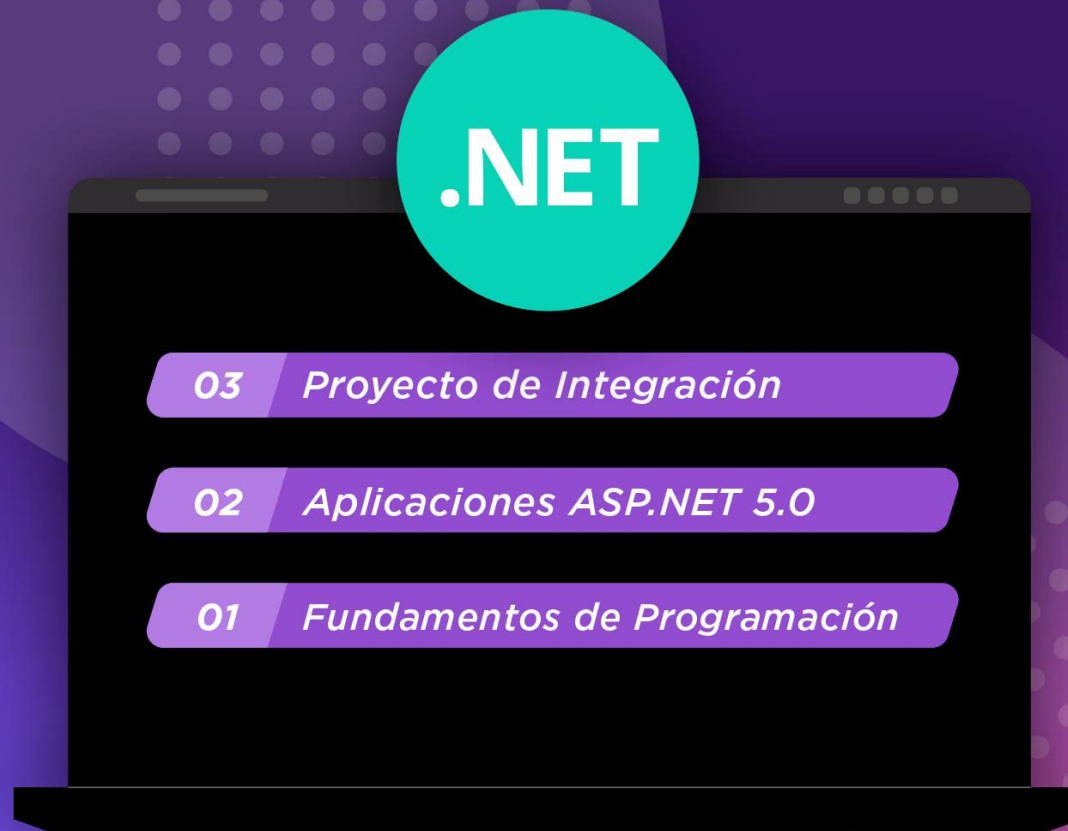 .NET
03 Proyecto de Integración
02 Aplicaciones ASP.NET 5.0
01 Fundamentos de Programación